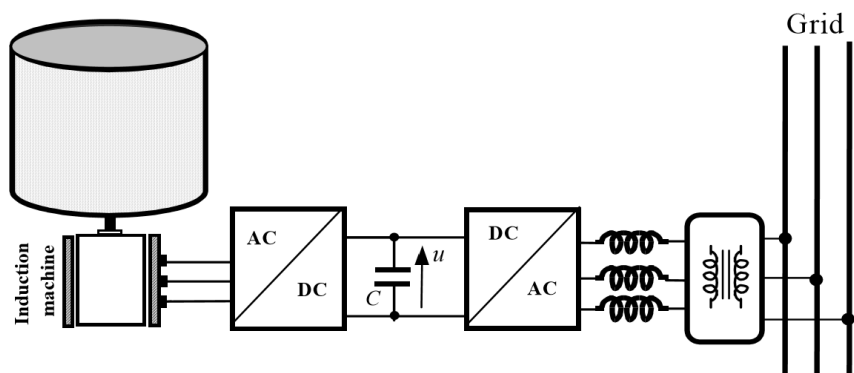 Grid
AC
DC
C
u
DC
AC
Induction
machine